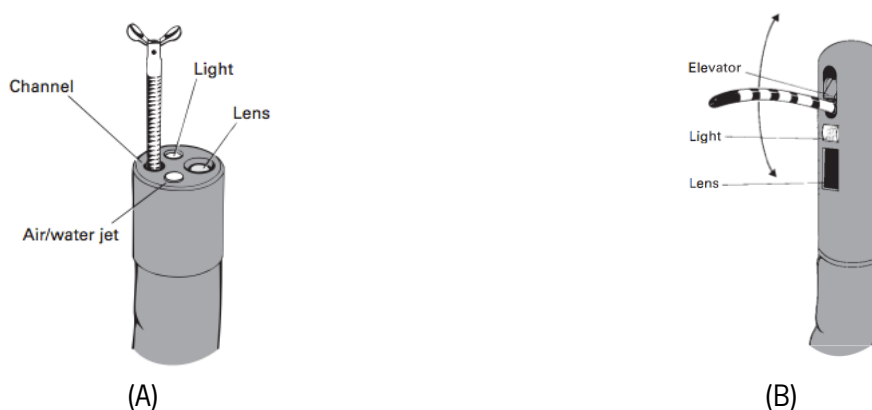 Channel
Light
Lens
Air/water jet
(A)
Elevator
Light
Lens
(B)